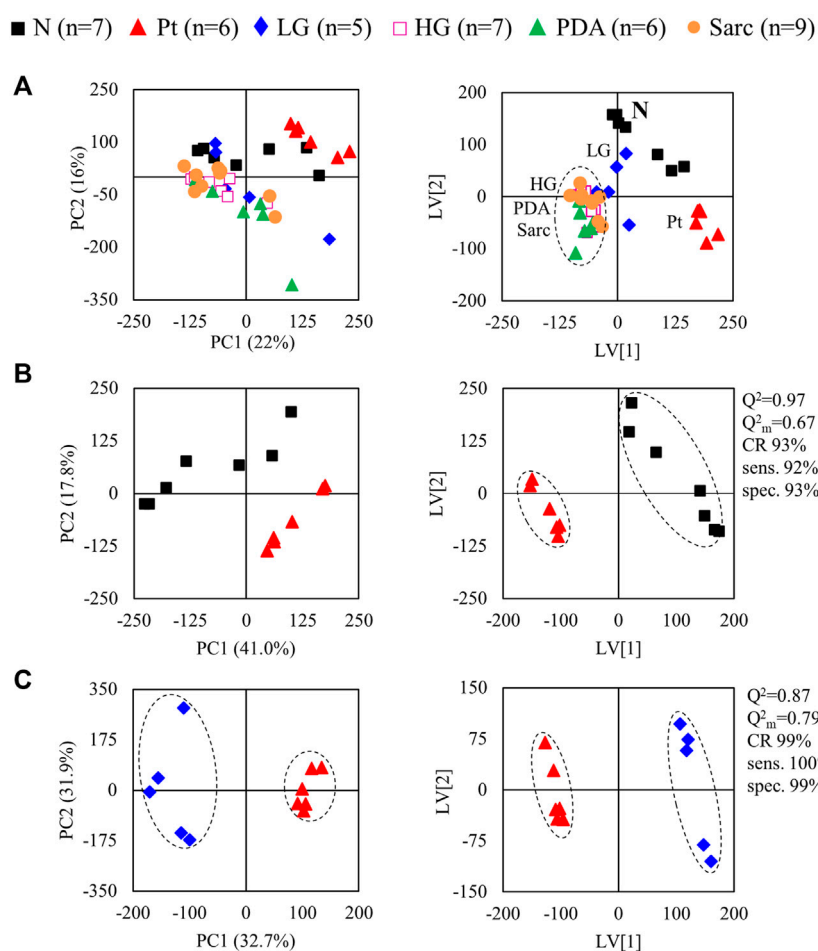 N (n=7) Pt (n=6) LG (n=5) HG (n=7) PDA (n=6) Sarc (n=9)
A
250
100
-50
-200
-350
-250 -125 0 125 250
PC2 (16%)
PC1 (22%)
200
100
0
-100
-200
-250 -125 0 125 250
LV[2]
LV[1]
N
LG
HG
PDA
Sarc
Pt
B
250
125
0
-125
-250
-250 -125 0 125 250
PC2 (17.8%)
PC1 (41.0%)
250
125
0
-125
-250
-200 -100 0 100 200
LV[2]
LV[1]
Q²=0.97
Q²m=0.67
CR 93%
sens. 92%
spec. 93%
C
350
175
0
-175
-350
-200 -100 0 100 200
PC2 (31.9%)
PC1 (32.7%)
150
75
0
-75
-150
-200 -100 0 100 200
LV[2]
LV[1]
Q²=0.87
Q²m=0.79
CR 99%
sens. 100%
spec. 99%